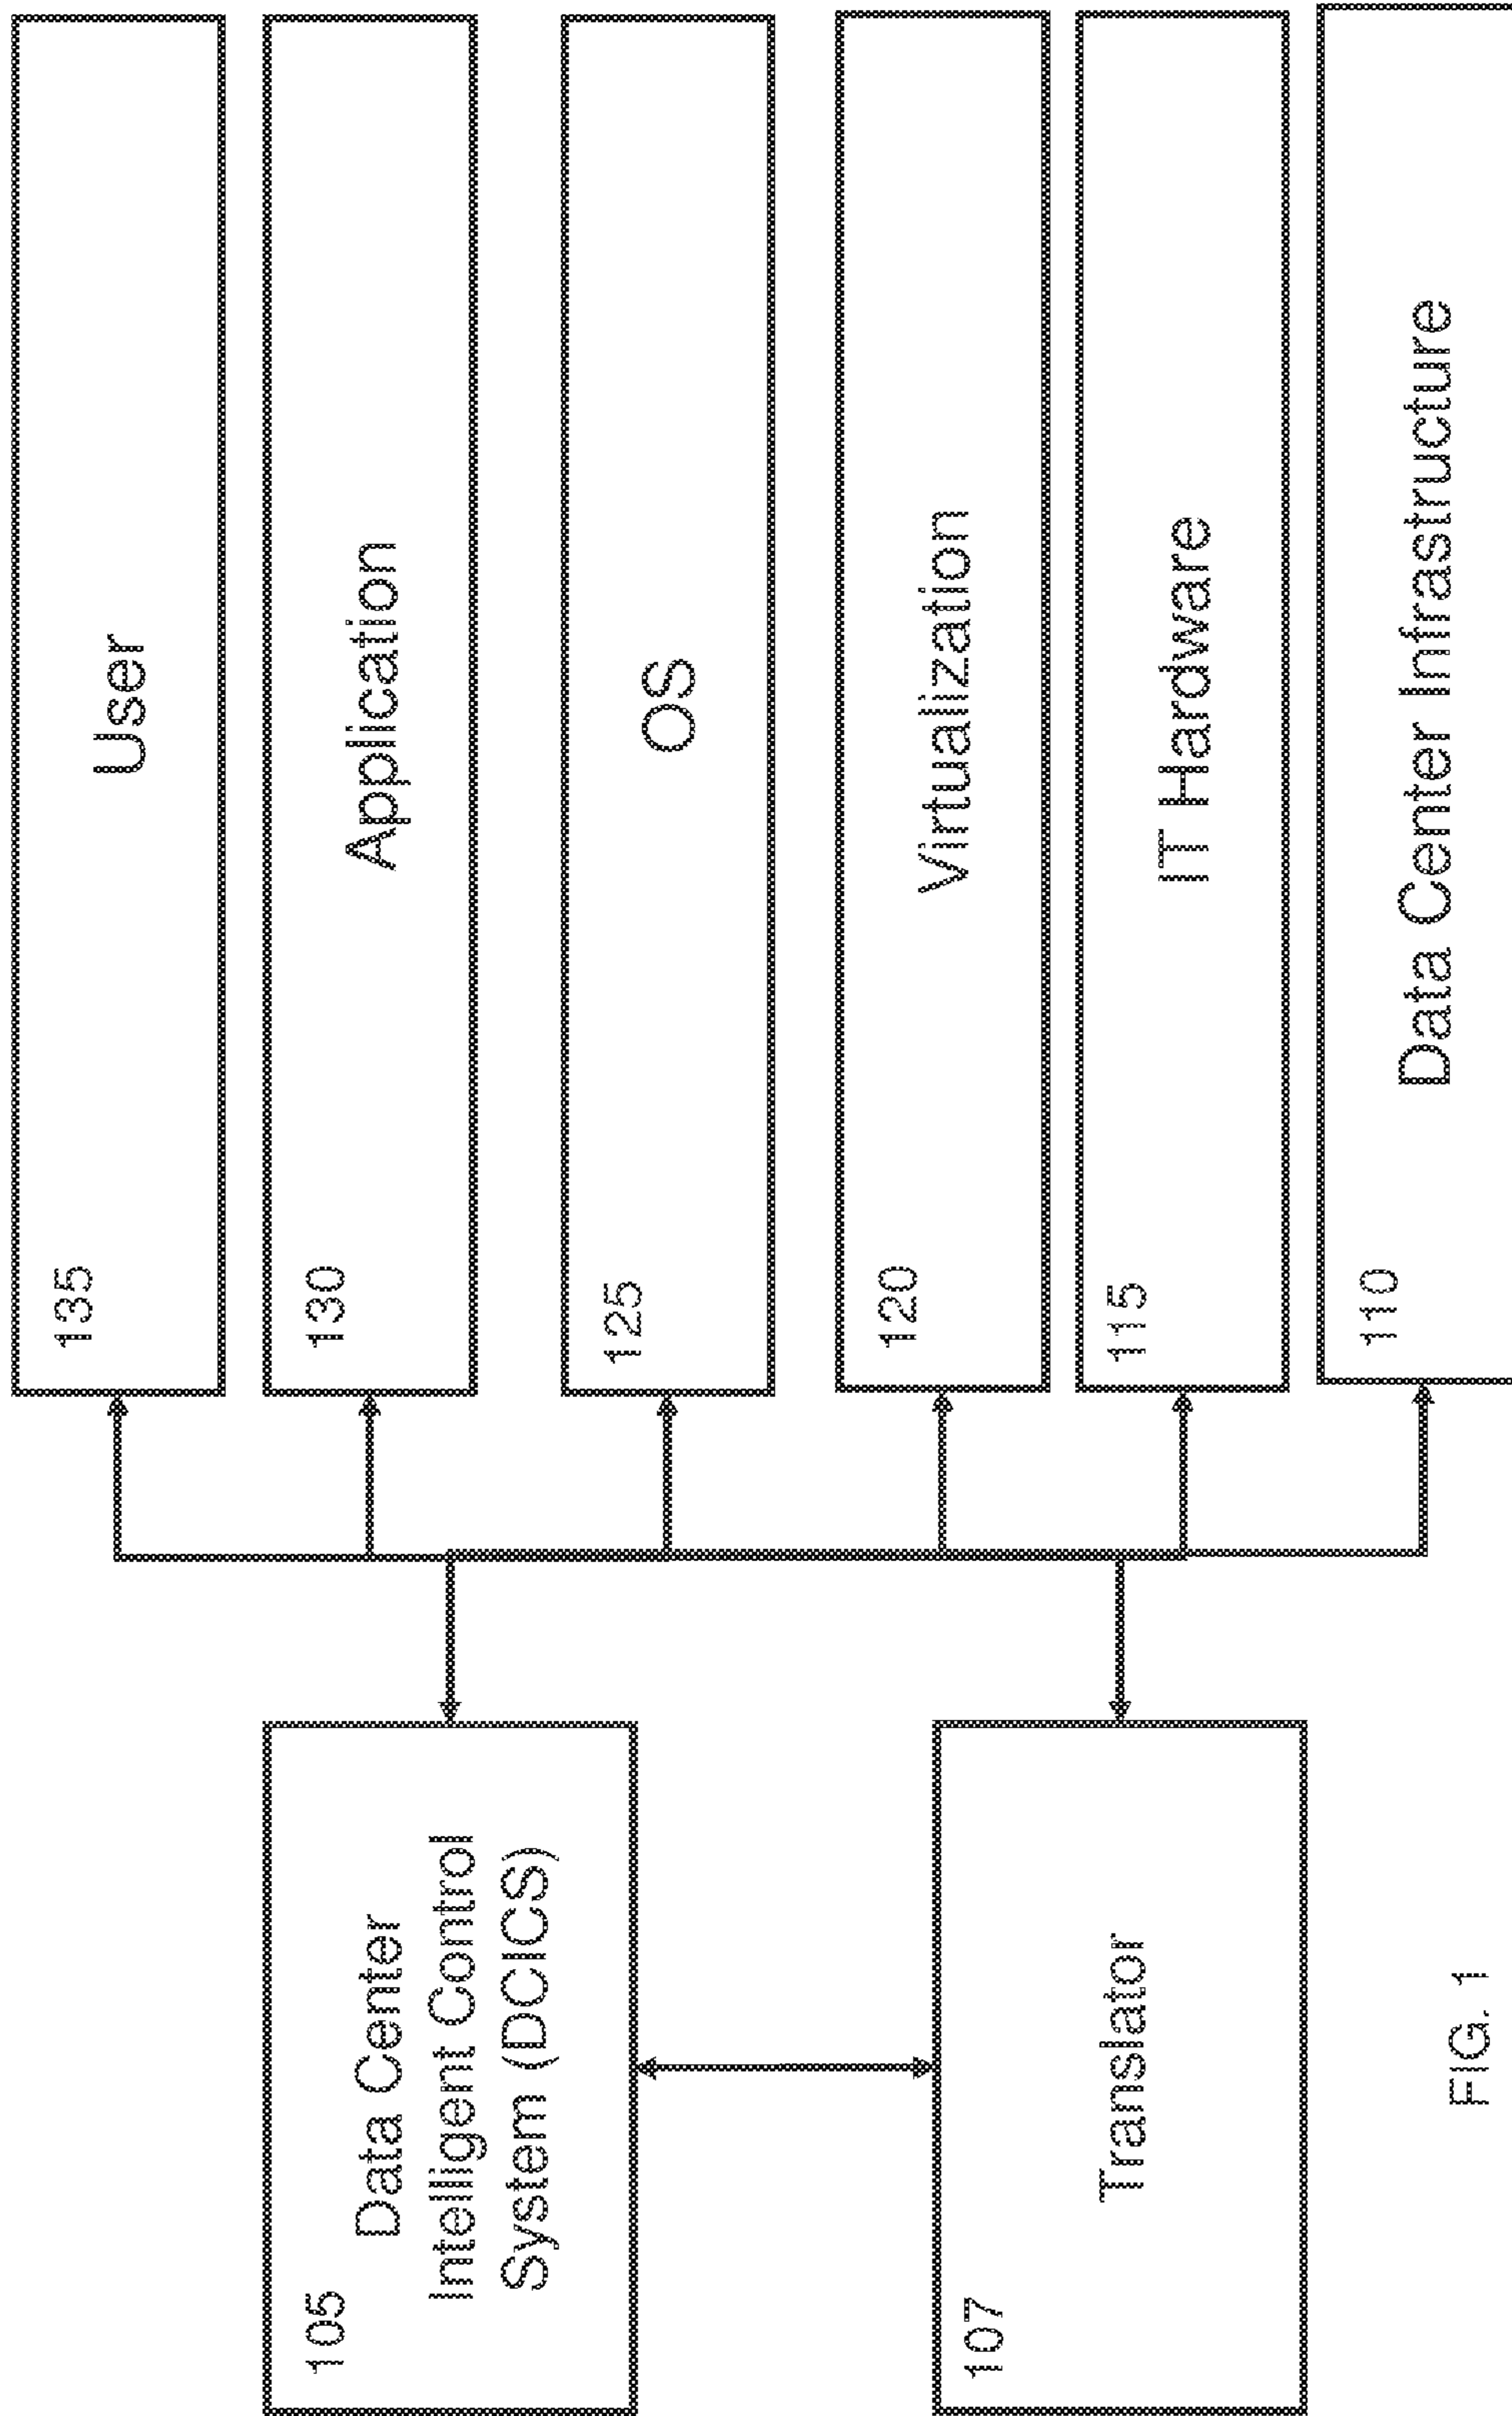 105
Data Center
Intelligent Control
System (DCICS)
107
Translator
135
User
130
Application
125
OS
120
Virtualization
115
IT Hardware
110
Data Center Infrastructure
FIG. 1